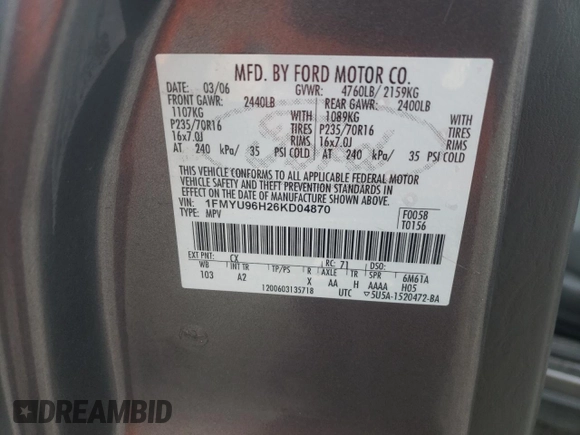 MFD. BY FORD MOTOR CO.
DATE: 03/06 GVWR: 4760LB/ 2159KG
FRONT GAWR: 2440LB REAR GAWR: 2400LB
1107KG WITH 1089KG WITH
P235/70R16 TIRES P235/70R16 TIRES
16x7.0J RIMS 16x7.0J RIMS
AT 240 kPa/ 35 PSI COLD AT 240 kPa/ 35 PSI COLD
THIS VEHICLE CONFORMS TO ALL APPLICABLE FEDERAL MOTOR
VEHICLE SAFETY AND THEFT PREVENTION STANDARDS IN
EFFECT ON THE DATE OF MANUFACTURE SHOWN ABOVE.
VIN: 1FMYU96H26KD04870 F0058
TYPE: MPV T0156
EXT PNT: CX RC: 71 DSO:
WB INT TR TP/PS R AXLE TR SPR 6M61A
103 A2 X AA H AAAA H05
1200603135718 UTC ▽5U5A-1520472-BA
Ford
DREAMBID